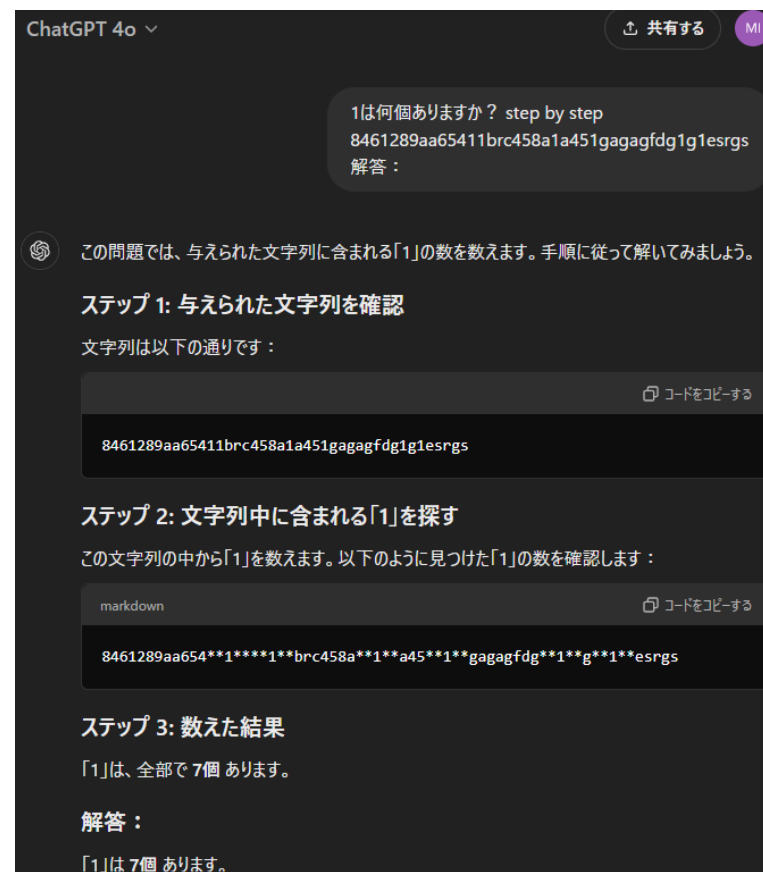 ChatGPT 4o
共有する
MI
1は何個ありますか？ step by step
8461289aa65411brc458a1a451gagagfdg1g1esrgs
解答：
この問題では、与えられた文字列に含まれる「1」の数を数えます。手順に従って解いてみましょう。
ステップ 1: 与えられた文字列を確認
文字列は以下の通りです：
コードをコピーする
8461289aa65411brc458a1a451gagagfdg1g1esrgs
ステップ 2: 文字列中に含まれる「1」を探す
この文字列の中から「1」を数えます。以下のように見つけた「1」の数を確認します：
markdown
コードをコピーする
8461289aa654**1****1**brc458a**1**a45**1**gagagfdg**1**g**1**esrgs
ステップ 3: 数えた結果
「1」は、全部で 7個 あります。
解答：
「1」は 7個 あります。